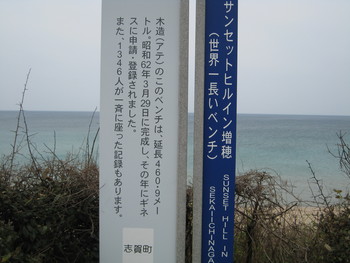 サンセットヒルイン増穂
（世界一長いベンチ）
SUNSET HILL IN
SEKAIICHINAGA
木造（アテ）のこのベンチは、延長460・9メー
トル。昭和62年3月29日に完成し、その年にギネ
スに申請・登録されました。
また、1346人が一斉に座った記録もあります。
志賀町